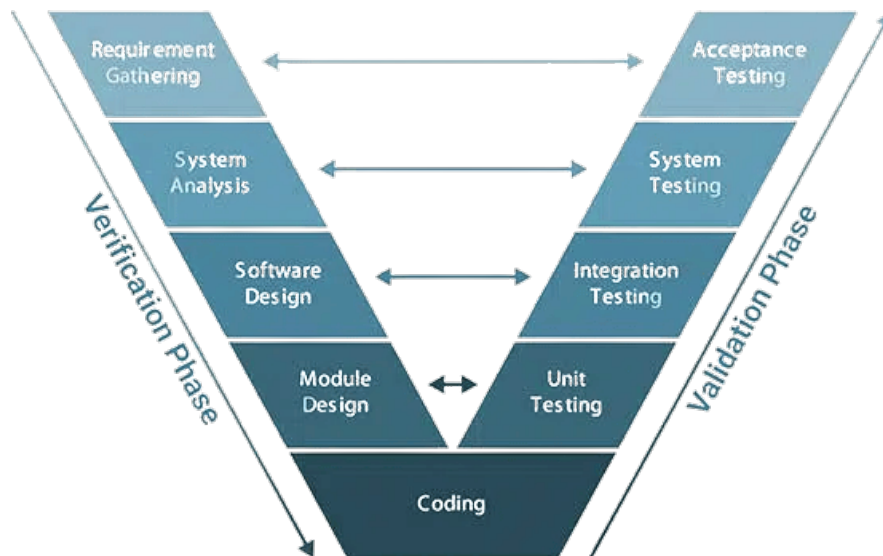 Requirement
Gathering
Acceptance
Testing
System
Analysis
System
Testing
Verification Phase
Validation Phase
Software
Design
Integration
Testing
Module
Design
Unit
Testing
Coding